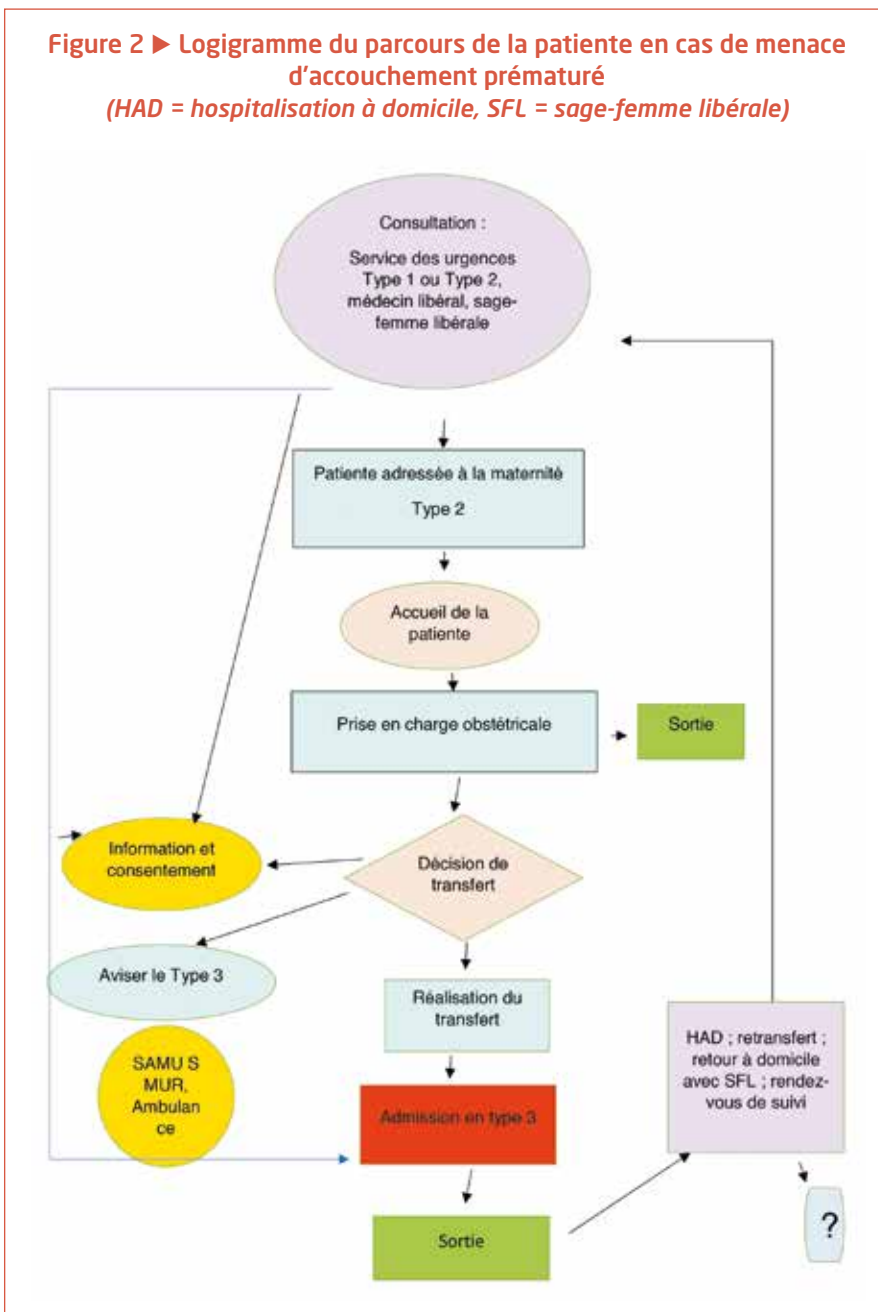 Figure 2 ► Logigramme du parcours de la patiente en cas de menace
d'accouchement prématuré
(HAD = hospitalisation à domicile, SFL = sage-femme libérale)
Consultation :
Service des urgences
Type 1 ou Type 2,
médecin libéral, sage-
femme libérale
Patiente adressée à la maternité
Type 2
Accueil de la
patiente
Prise en charge obstétricale
Sortie
Information et
consentement
Décision de
transfert
Aviser le Type 3
Réalisation du
transfert
SAMU S
MUR,
Ambulan
ce
HAD ; retransfert ;
retour à domicile
avec SFL ; rendez-
vous de suivi
Admission en type 3
?
Sortie